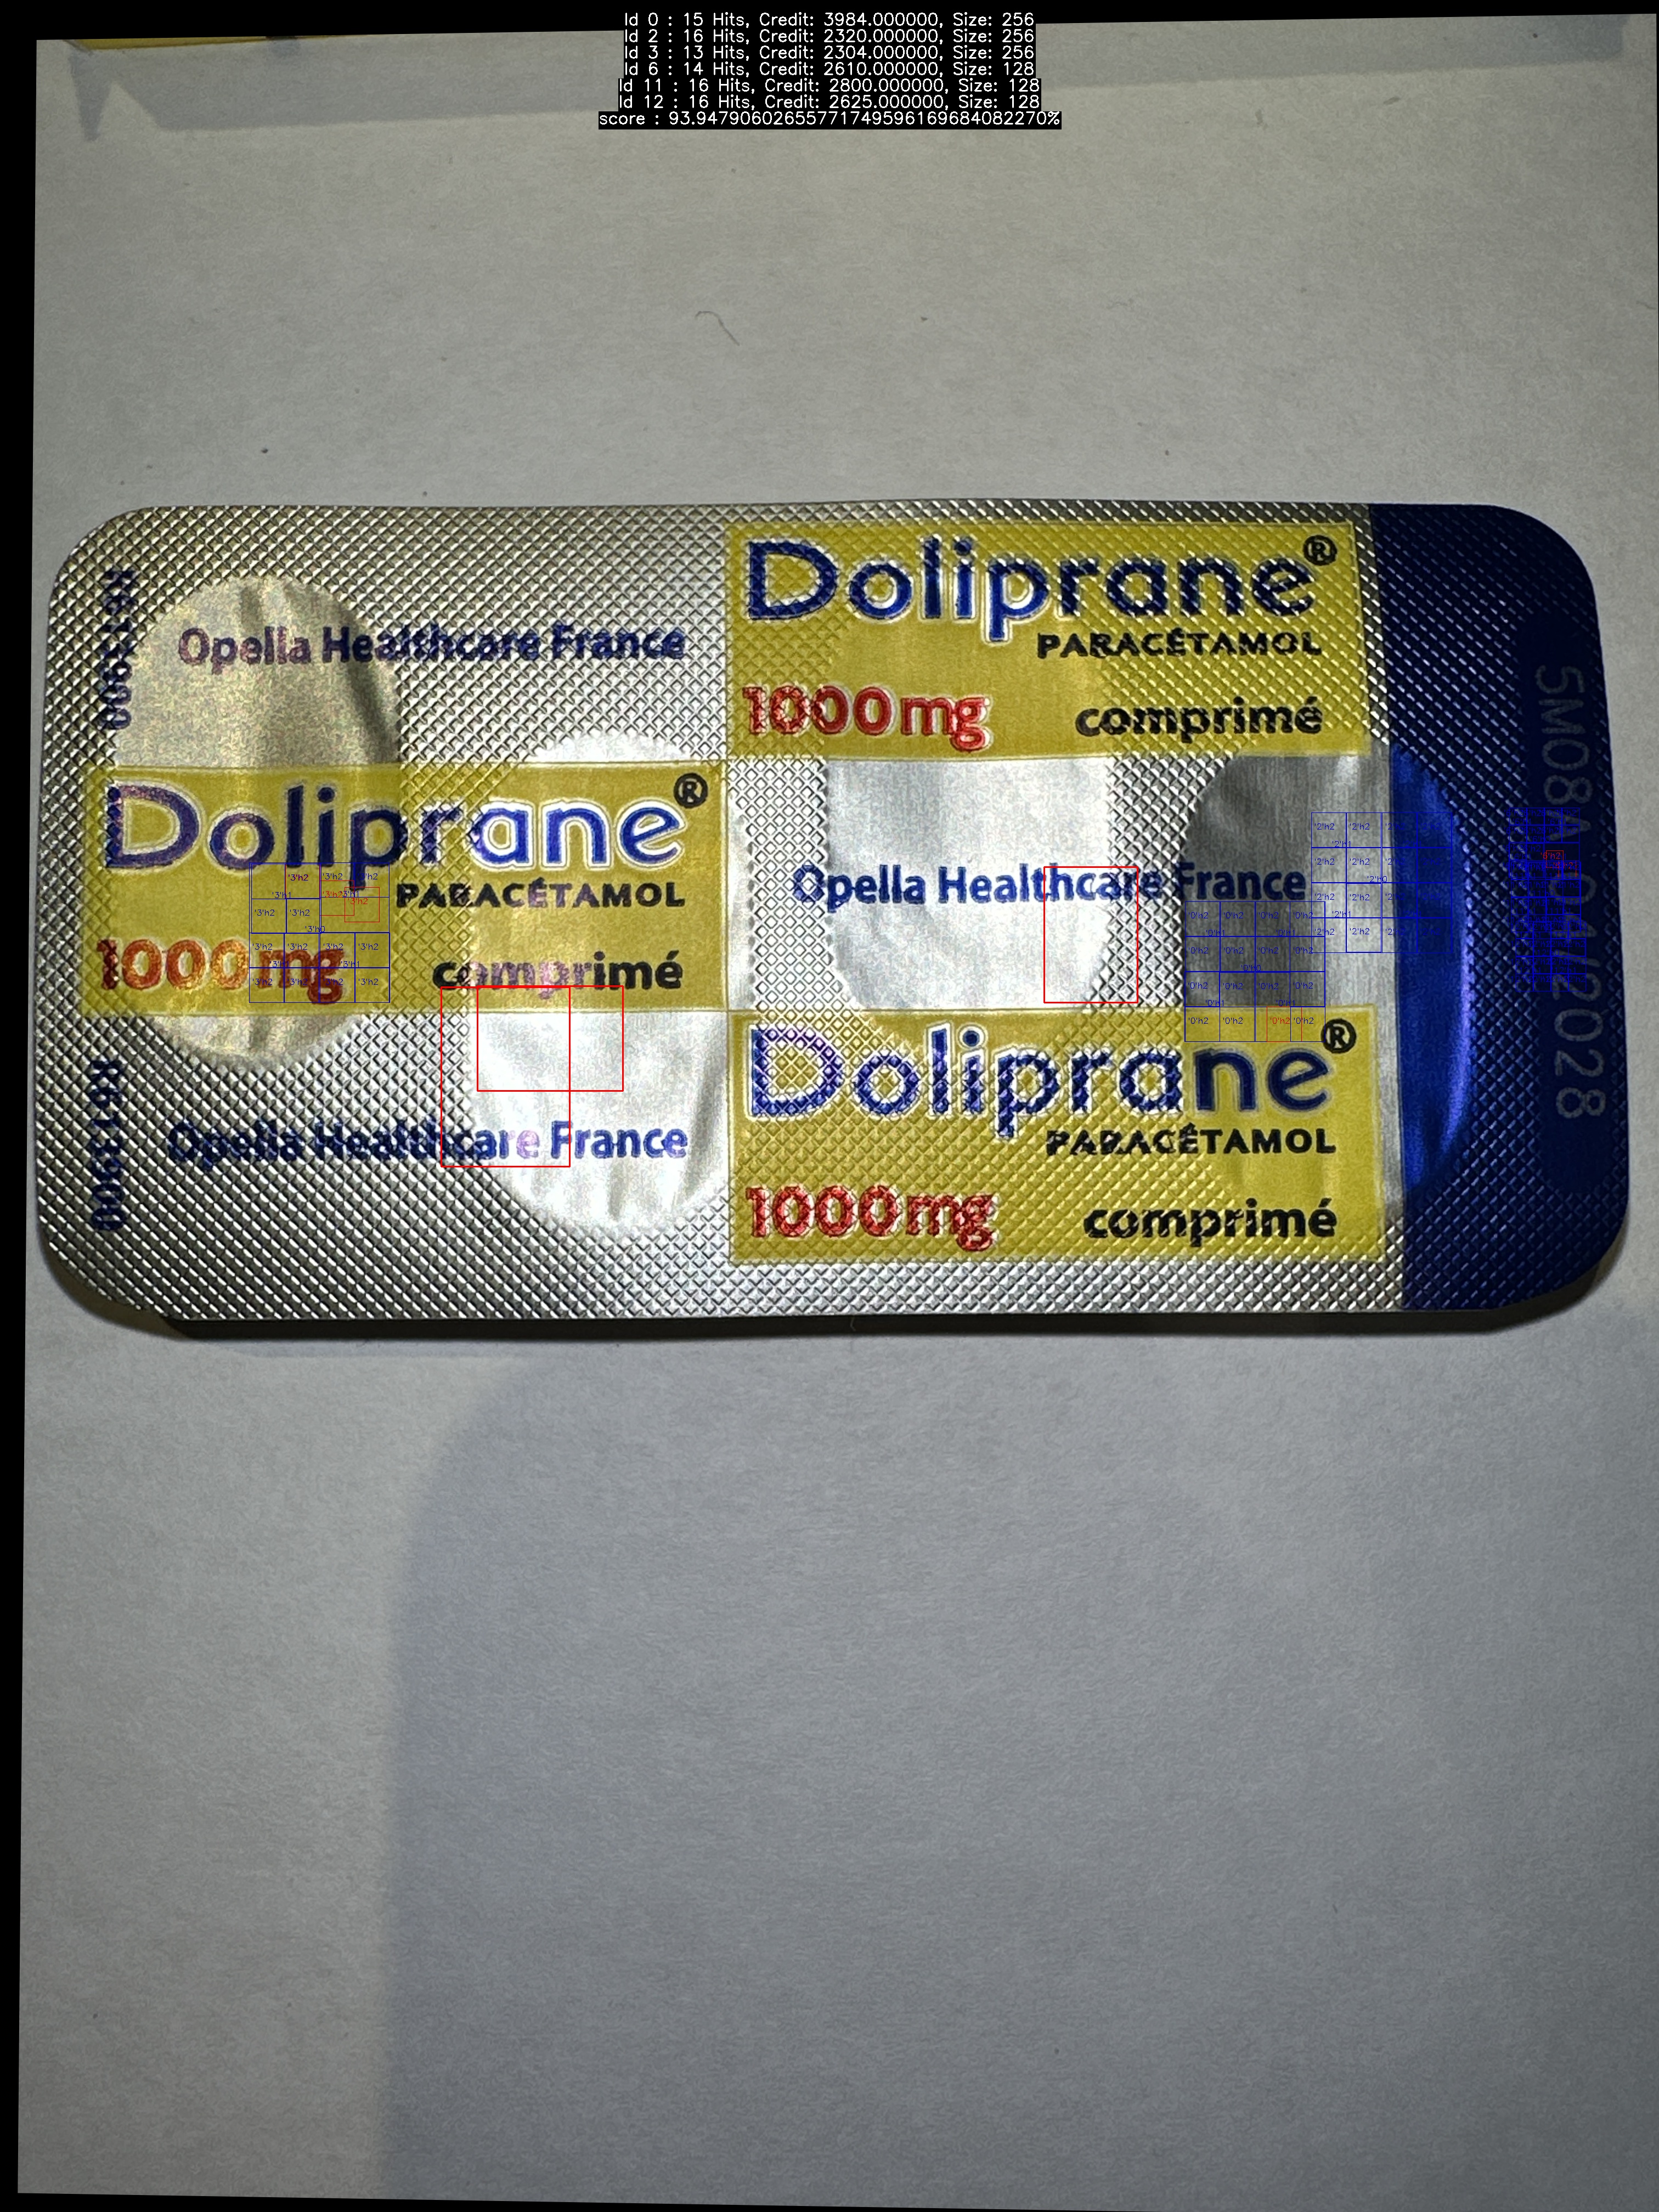 Id 0 : 15 Hits, Credit: 3984.000000, Size: 256
Id 2 : 16 Hits, Credit: 2320.000000, Size: 256
Id 3 : 13 Hits, Credit: 2304.000000, Size: 256
Id 6 : 14 Hits, Credit: 2610.000000, Size: 128
Id 11 : 16 Hits, Credit: 2800.000000, Size: 128
Id 12 : 16 Hits, Credit: 2625.000000, Size: 128
score : 93.94790602655771749596169684082270%
Doliprane®
PARACÉTAMOL
1000mg comprimé
Opella Healthcare France
Doliprane®
PARACÉTAMOL
1000mg comprimé
Opella Healthcare France
Doliprane®
PARACÉTAMOL
1000mg comprimé
Opella Healthcare France